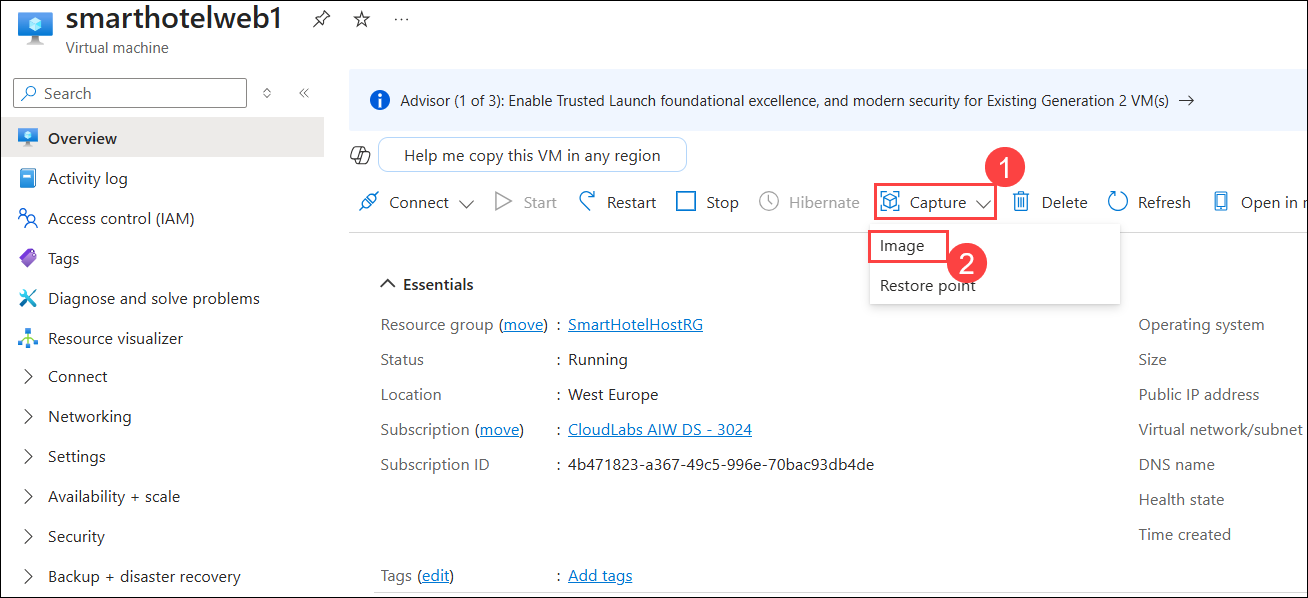 smarthotelweb1
Virtual machine
Search
Overview
Activity log
Access control (IAM)
Tags
Diagnose and solve problems
Resource visualizer
Connect
Networking
Settings
Availability + scale
Security
Backup + disaster recovery
Advisor (1 of 3): Enable Trusted Launch foundational excellence, and modern security for Existing Generation 2 VM(s) →
Help me copy this VM in any region
Connect Start Restart Stop Hibernate Capture Delete Refresh Open in
1
Image
2
Restore point
Essentials
Resource group (move) : SmartHotelHostRG
Status : Running
Location : West Europe
Subscription (move) : CloudLabs AIW DS - 3024
Subscription ID : 4b471823-a367-49c5-996e-70bac93db4de
Tags (edit) : Add tags
Operating system
Size
Public IP address
Virtual network/subnet
DNS name
Health state
Time created